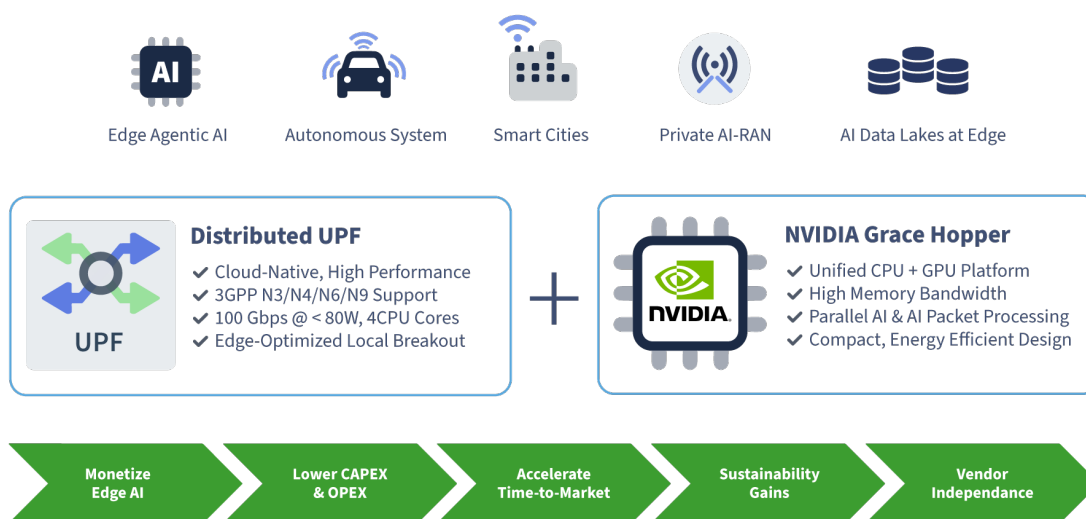 AI
Edge Agentic AI
Autonomous System
Smart Cities
Private AI-RAN
AI Data Lakes at Edge
UPF
Distributed UPF
Cloud-Native, High Performance
3GPP N3/N4/N6/N9 Support
100 Gbps @ < 80W, 4CPU Cores
Edge-Optimized Local Breakout
NVIDIA.
NVIDIA Grace Hopper
Unified CPU + GPU Platform
High Memory Bandwidth
Parallel AI & AI Packet Processing
Compact, Energy Efficient Design
Monetize
Edge AI
Lower CAPEX
& OPEX
Accelerate
Time-to-Market
Sustainability
Gains
Vendor
Independance